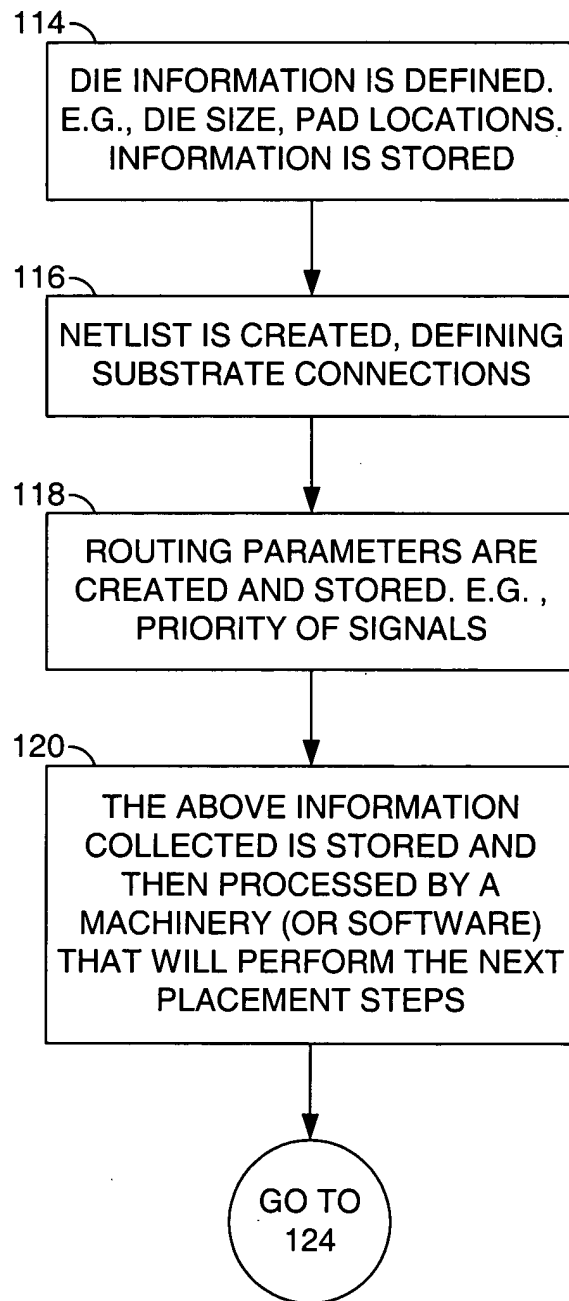 114
DIE INFORMATION IS DEFINED.
E.G., DIE SIZE, PAD LOCATIONS.
INFORMATION IS STORED
116
NETLIST IS CREATED, DEFINING
SUBSTRATE CONNECTIONS
118
ROUTING PARAMETERS ARE
CREATED AND STORED. E.G. ,
PRIORITY OF SIGNALS
120
THE ABOVE INFORMATION
COLLECTED IS STORED AND
THEN PROCESSED BY A
MACHINERY (OR SOFTWARE)
THAT WILL PERFORM THE NEXT
PLACEMENT STEPS
GO TO
124